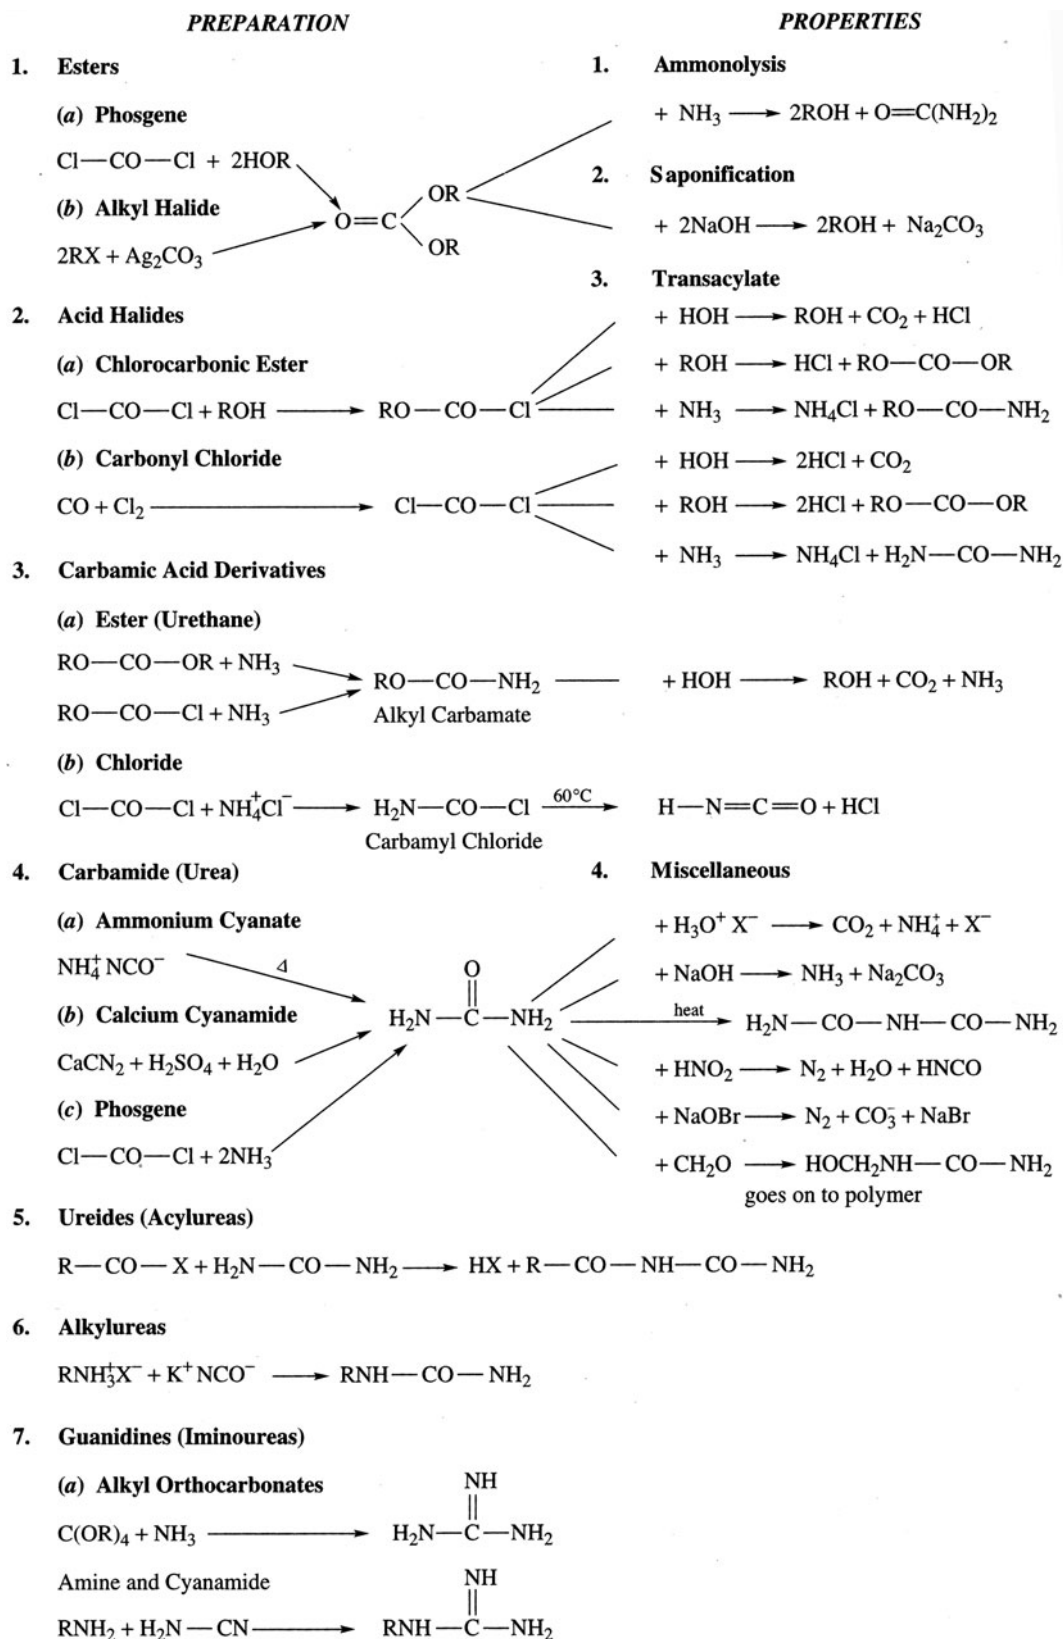 PREPARATION
PROPERTIES
1. Esters
1. Ammonolysis
(a) Phosgene
+ NH₃ ⟶ 2ROH + O=C(NH₂)₂
Cl—CO—Cl + 2HOR
2. Saponification
(b) Alkyl Halide
O=C
OR
OR
+ 2NaOH ⟶ 2ROH + Na₂CO₃
2RX + Ag₂CO₃
3. Transacylate
2. Acid Halides
+ HOH ⟶ ROH + CO₂ + HCl
(a) Chlorocarbonic Ester
+ ROH ⟶ HCl + RO—CO—OR
Cl—CO—Cl + ROH ⟶ RO—CO—Cl
+ NH₃ ⟶ NH₄Cl + RO—CO—NH₂
(b) Carbonyl Chloride
+ HOH ⟶ 2HCl + CO₂
CO + Cl₂ ⟶ Cl—CO—Cl
+ ROH ⟶ 2HCl + RO—CO—OR
+ NH₃ ⟶ NH₄Cl + H₂N—CO—NH₂
3. Carbamic Acid Derivatives
(a) Ester (Urethane)
RO—CO—OR + NH₃
RO—CO—NH₂
+ HOH ⟶ ROH + CO₂ + NH₃
RO—CO—Cl + NH₃
Alkyl Carbamate
(b) Chloride
Cl—CO—Cl + NH₄⁺Cl⁻ ⟶ H₂N—CO—Cl 60°C ⟶ H—N=C=O + HCl
Carbamyl Chloride
4. Carbamide (Urea)
4. Miscellaneous
(a) Ammonium Cyanate
+ H₃O⁺ X⁻ ⟶ CO₂ + NH₄⁺ + X⁻
NH₄⁺ NCO⁻
Δ
O
+ NaOH ⟶ NH₃ + Na₂CO₃
(b) Calcium Cyanamide
H₂N—C—NH₂
heat
H₂N—CO—NH—CO—NH₂
CaCN₂ + H₂SO₄ + H₂O
+ HNO₂ ⟶ N₂ + H₂O + HNCO
(c) Phosgene
+ NaOBr ⟶ N₂ + CO₃⁻ + NaBr
Cl—CO—Cl + 2NH₃
+ CH₂O ⟶ HOCH₂NH—CO—NH₂
goes on to polymer
5. Ureides (Acylureas)
R—CO—X + H₂N—CO—NH₂ ⟶ HX + R—CO—NH—CO—NH₂
6. Alkylureas
RNH₃⁺X⁻ + K⁺NCO⁻ ⟶ RNH—CO—NH₂
7. Guanidines (Iminoureas)
(a) Alkyl Orthocarbonates
NH
C(OR)₄ + NH₃ ⟶ H₂N—C—NH₂
Amine and Cyanamide
NH
RNH₂ + H₂N—CN ⟶ RNH—C—NH₂